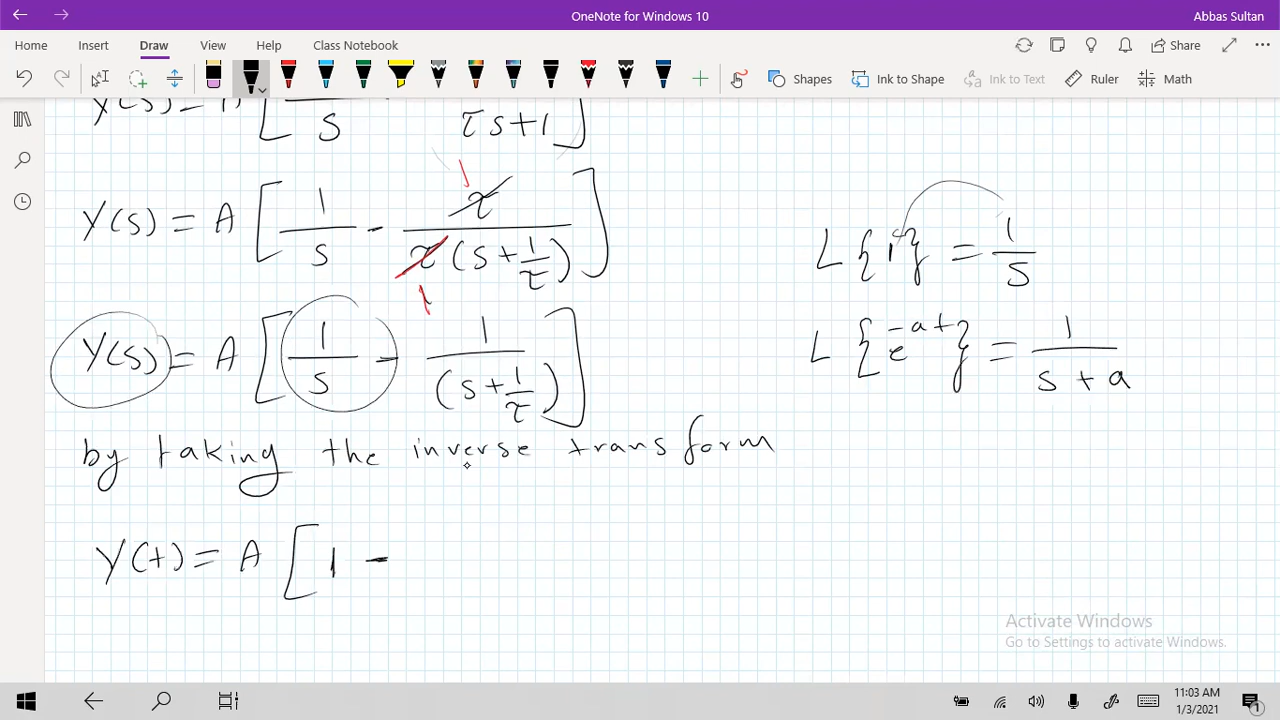 OneNote for Windows 10
Abbas Sultan
Home Insert Draw View Help Class Notebook Share
Shapes Ink to Shape Ink to Text Ruler Math
S τs+1
Y(s) = A [ 1/s - τ/τ(s+1/τ) ]
L{1} = 1/s
Y(s) = A [ 1/s - 1/(s+1/τ) ]
L{e^-at} = 1/s+a
by taking the inverse transform
Y(t) = A [ 1 -
Activate Windows
Go to Settings to activate Windows.
11:03 AM
1/3/2021